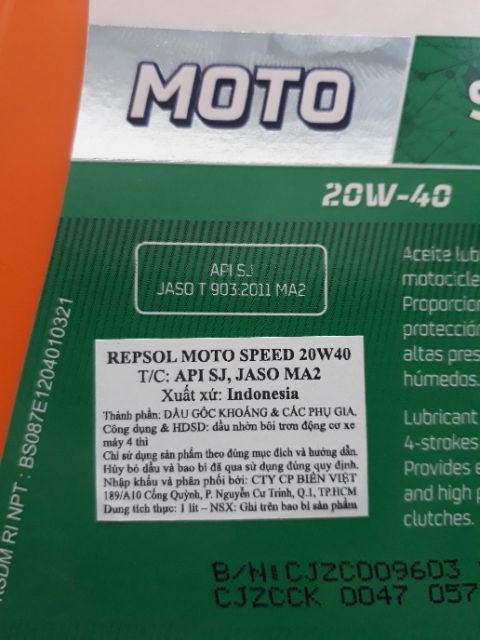 MOTO
20W-40
API SJ
JASO T 903:2011 MA2
Aceite lub
motocicle
Proporcion
protección
altas pres
húmedos.
Lubricant
4-strokes
Provides e
and high p
clutches.
REPSOL MOTO SPEED 20W40
T/C: API SJ, JASO MA2
Xuất xứ: Indonesia
Thành phần: DẦU GỐC KHOÁNG & CÁC PHỤ GIA.
Công dụng & HDSD: dầu nhờn bôi trơn động cơ xe
máy 4 thì
Chỉ sử dụng sản phẩm theo đúng mục đích và hướng dẫn.
Hủy bỏ dầu và bao bì đã qua sử dụng đúng quy định.
Nhập khẩu và phân phối bởi: CTY CP BIỂN VIỆT
189/A10 Cống Quỳnh, P. Nguyễn Cư Trinh, Q.1, TP.HCM
Dung tích thực: 1 lít – NSX: Ghi trên bao bì sản phẩm
RI NPT : BS087E1204010321
B/N:CJZCD09603
CJZCCK 0047 057